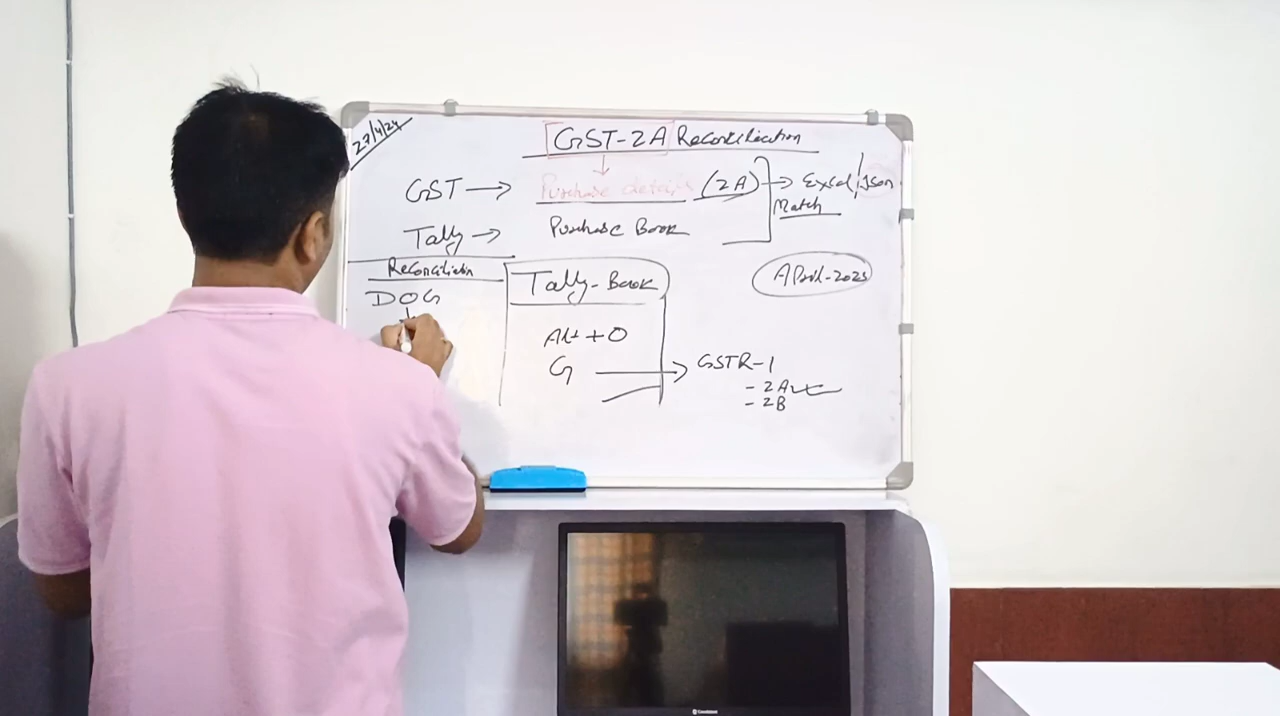 27/4/24
GST-2A Reconciliation
GST → Purchase details (2A) → Excel/Json
Match
Tally → Purchase Book
Reconciliation
Tally-Book
April-2025
DOG
Alt + O
G → GSTR-1
- 2A
- 2B